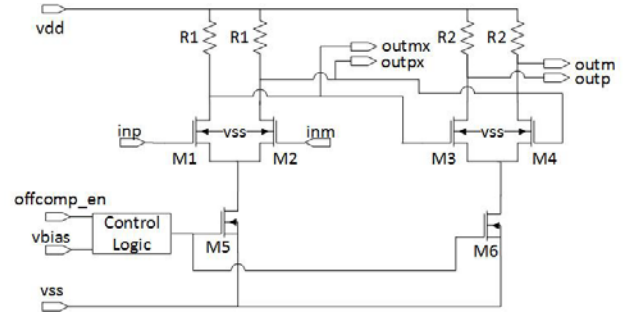 vdd
R1
R1
outmx
outpx
R2
R2
outm
outp
inp
vss
inm
vss
M1
M2
M3
M4
offcomp_en
Control
Logic
vbias
M5
M6
vss